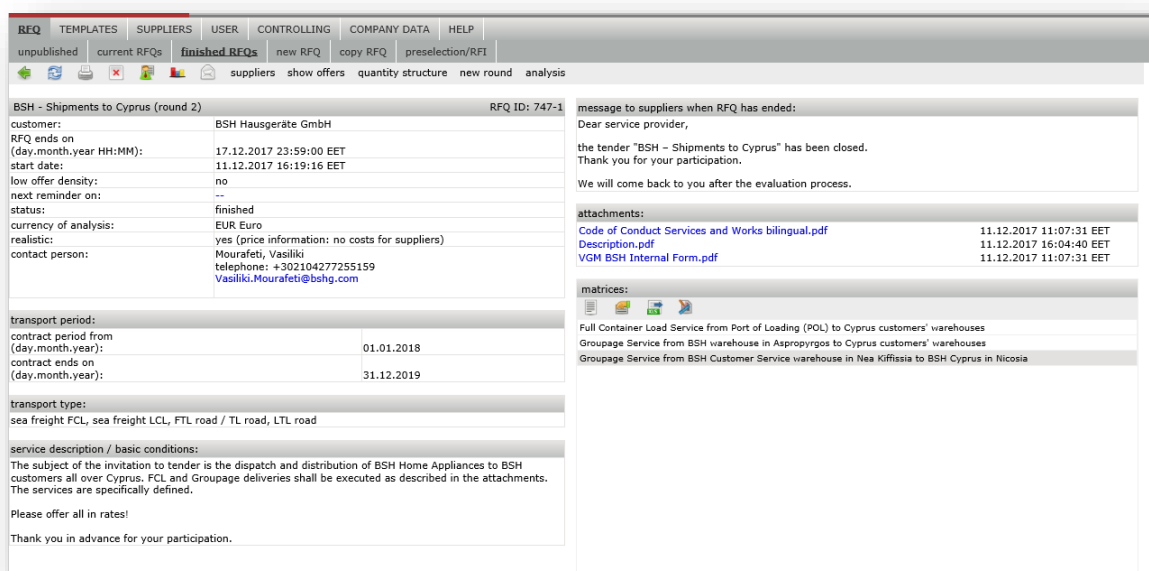 RFQ TEMPLATES SUPPLIERS USER CONTROLLING COMPANY DATA HELP
unpublished current RFQs finished RFQs new RFQ copy RFQ preselection/RFI
suppliers show offers quantity structure new round analysis
BSH - Shipments to Cyprus (round 2) RFQ ID: 747-1
customer: BSH Hausgeräte GmbH
RFQ ends on
(day.month.year HH:MM): 17.12.2017 23:59:00 EET
start date: 11.12.2017 16:19:16 EET
low offer density: no
next reminder on: --
status: finished
currency of analysis: EUR Euro
realistic: yes (price information: no costs for suppliers)
contact person: Mourafeti, Vasiliki
telephone: +302104277255159
Vasiliki.Mourafeti@bshg.com
transport period:
contract period from
(day.month.year): 01.01.2018
contract ends on
(day.month.year): 31.12.2019
transport type:
sea freight FCL, sea freight LCL, FTL road / TL road, LTL road
service description / basic conditions:
The subject of the invitation to tender is the dispatch and distribution of BSH Home Appliances to BSH
customers all over Cyprus. FCL and Groupage deliveries shall be executed as described in the attachments.
The services are specifically defined.
Please offer all in rates!
Thank you in advance for your participation.
message to suppliers when RFQ has ended:
Dear service provider,
the tender "BSH – Shipments to Cyprus" has been closed.
Thank you for your participation.
We will come back to you after the evaluation process.
attachments:
Code of Conduct Services and Works bilingual.pdf 11.12.2017 11:07:31 EET
Description.pdf 11.12.2017 16:04:40 EET
VGM BSH Internal Form.pdf 11.12.2017 11:07:31 EET
matrices:
Full Container Load Service from Port of Loading (POL) to Cyprus customers' warehouses
Groupage Service from BSH warehouse in Aspropyrgos to Cyprus customers' warehouses
Groupage Service from BSH Customer Service warehouse in Nea Kiffissia to BSH Cyprus in Nicosia